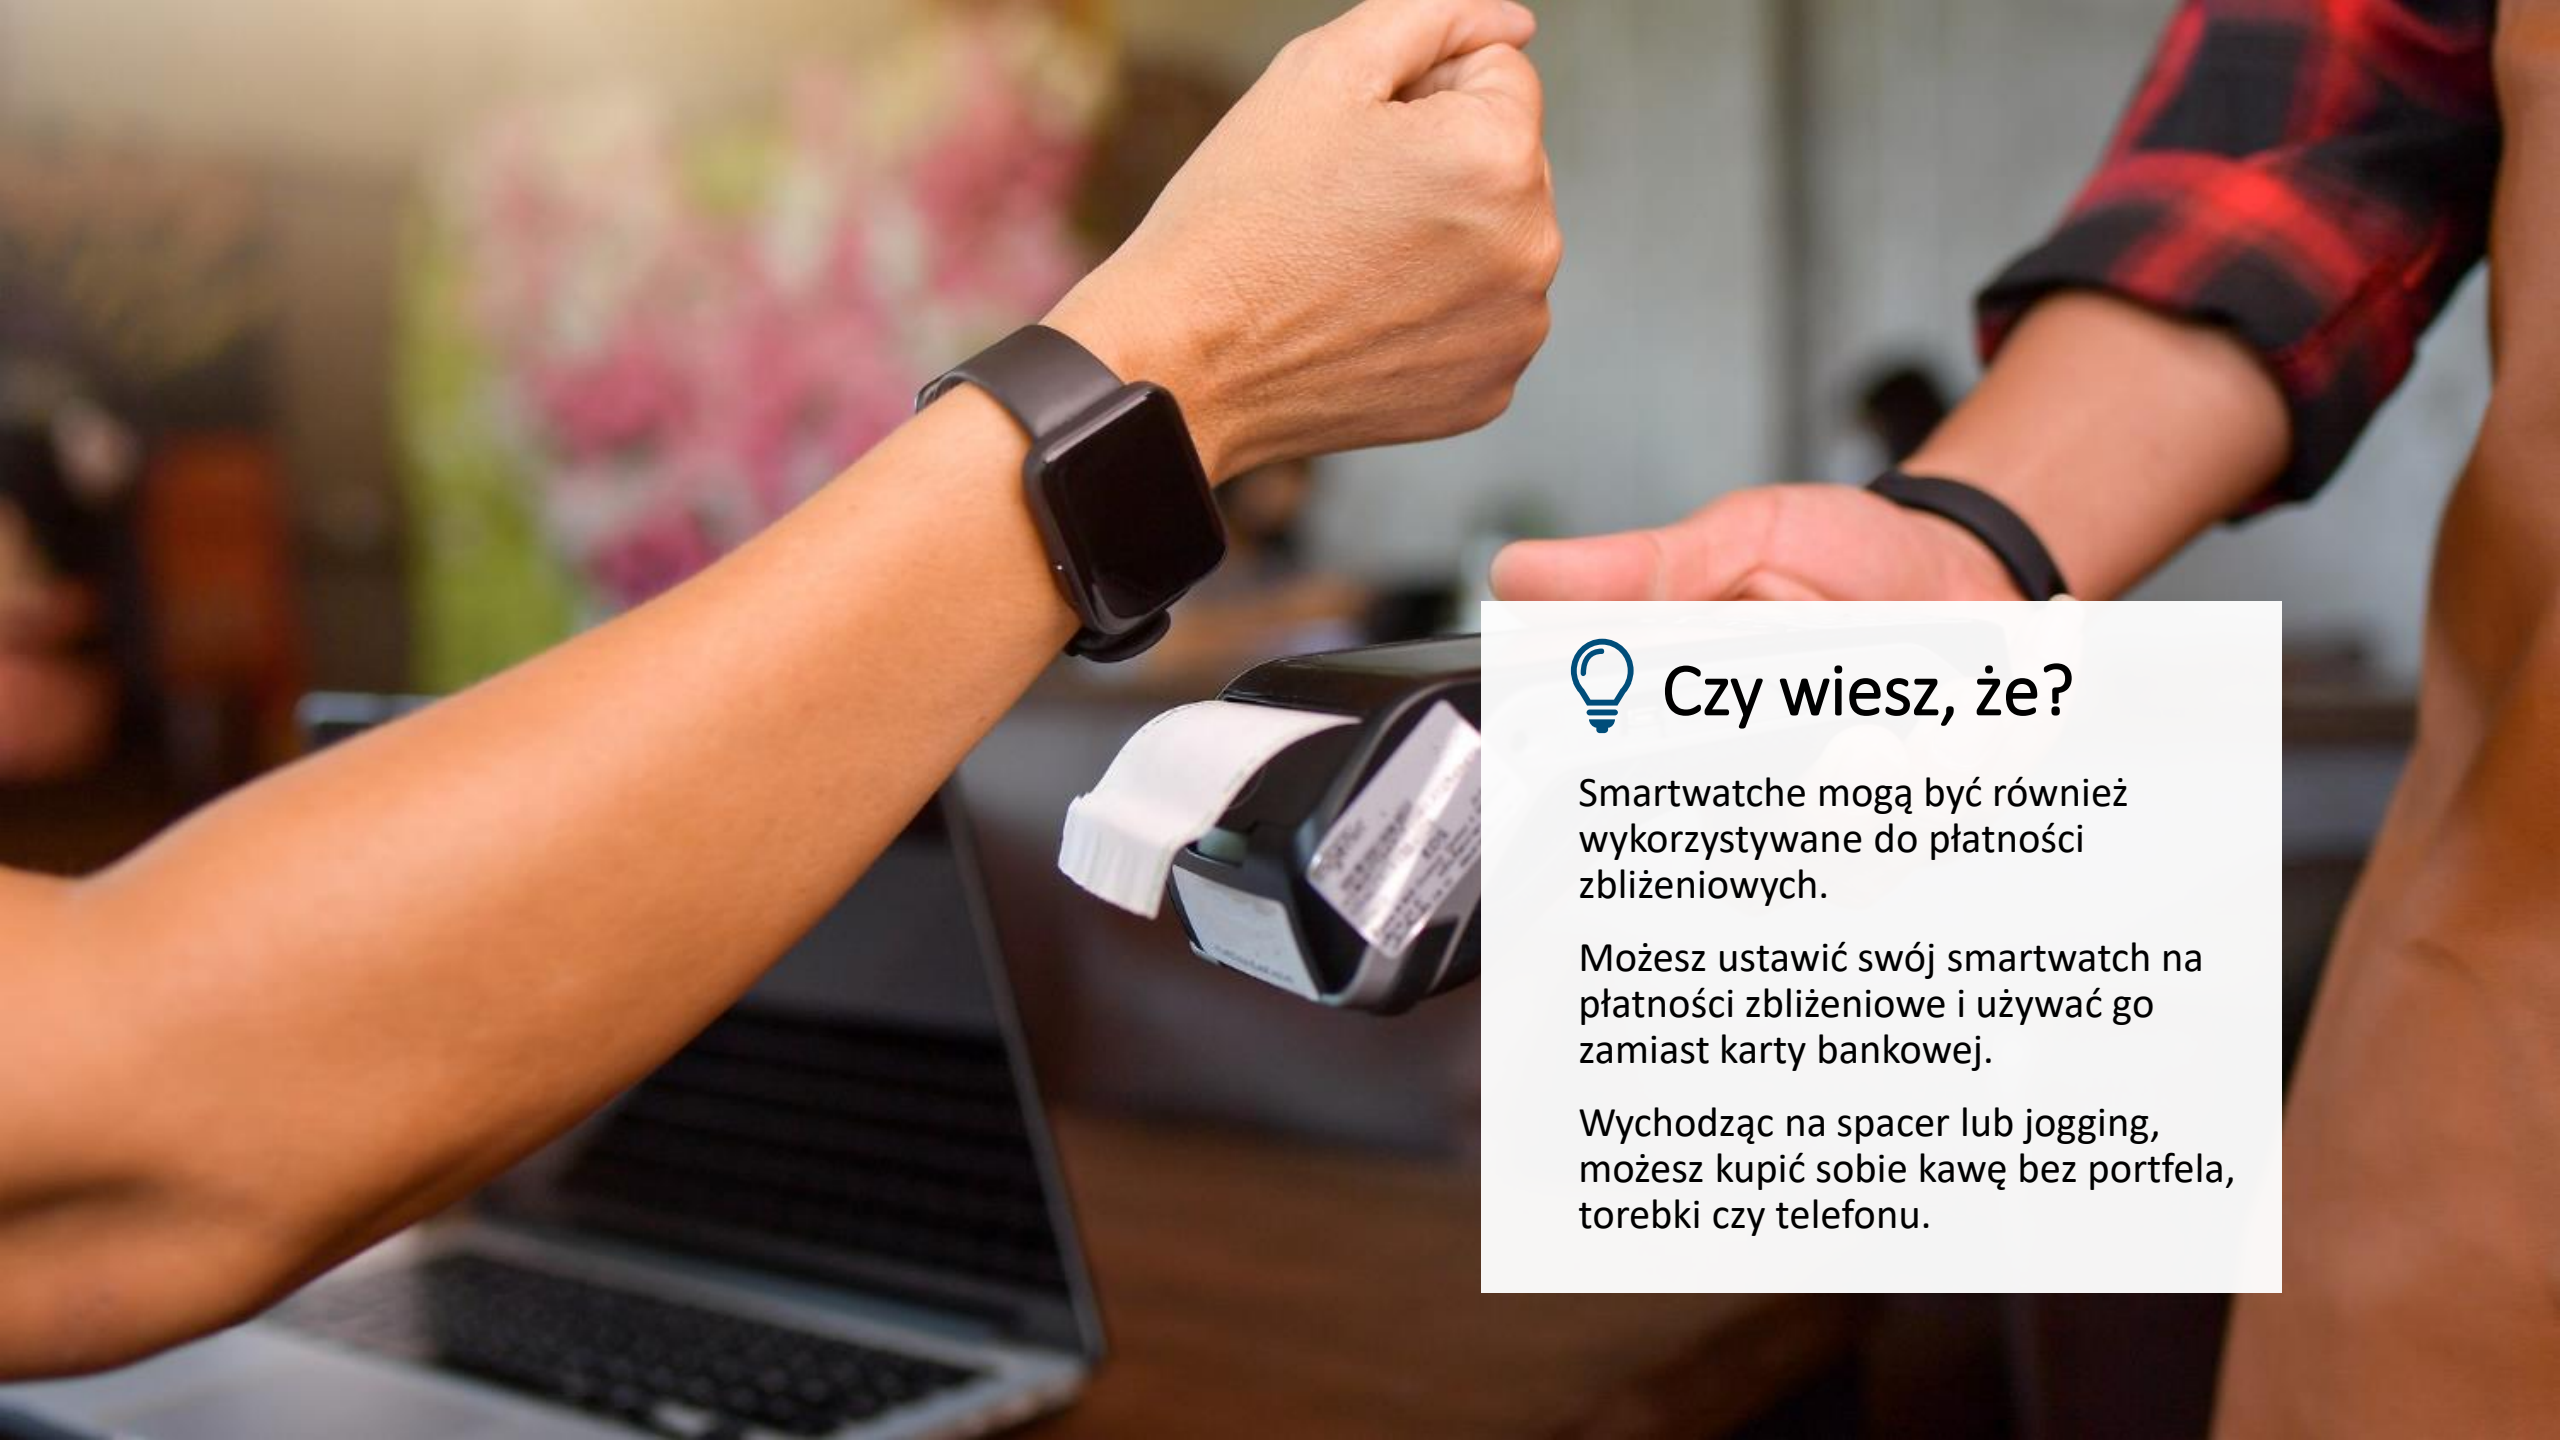 Czy wiesz, że?
Smartwatche mogą być również
wykorzystywane do płatności
zbliżeniowych.
Możesz ustawić swój smartwatch na
płatności zbliżeniowe i używać go
zamiast karty bankowej.
Wychodząc na spacer lub jogging,
możesz kupić sobie kawę bez portfela,
torebki czy telefonu.